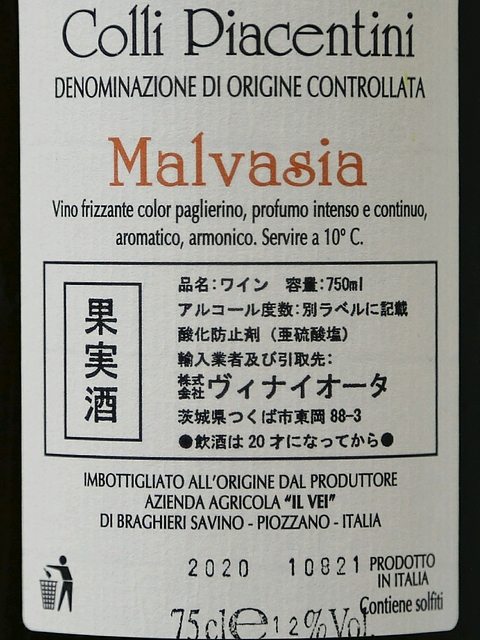 Colli Piacentini
DENOMINAZIONE DI ORIGINE CONTROLLATA
Malvasia
Vino frizzante color paglierino, profumo intenso e continuo,
aromatico, armonico. Servire a 10° C.
果実酒
品名:ワイン 容量:750ml
アルコール度数:別ラベルに記載
酸化防止剤（亜硫酸塩）
輸入業者及び引取先:
株式会社ヴィナイオータ
茨城県つくば市東岡 88-3
●飲酒は 20 才になってから●
IMBOTTIGLIATO ALL'ORIGINE DAL PRODUTTORE
AZIENDA AGRICOLA “IL VEI”
DI BRAGHIERI SAVINO - PIOZZANO - ITALIA
2020 10821
PRODOTTO
IN ITALIA
Contiene solfiti
75cl e 12%Vol